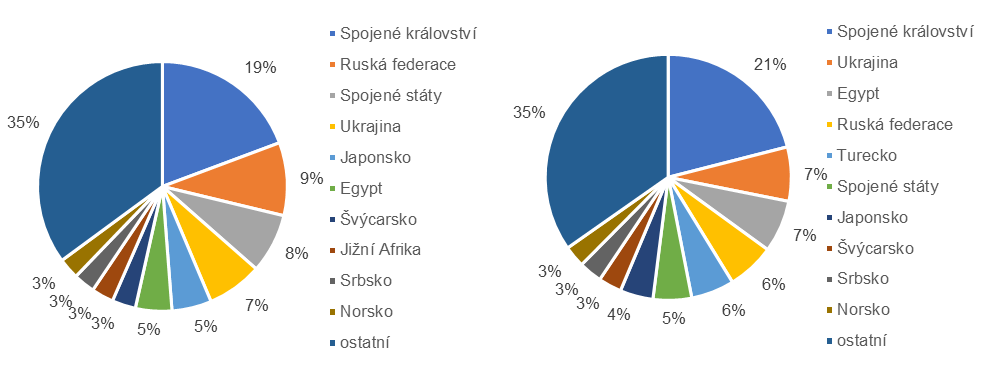 19%
9%
8%
7%
5%
5%
3%
3%
3%
3%
35%
Spojené království
Ruská federace
Spojené státy
Ukrajina
Japonsko
Egypt
Švýcarsko
Jižní Afrika
Srbsko
Norsko
ostatní
21%
7%
7%
6%
6%
5%
4%
3%
3%
3%
35%
Spojené království
Ukrajina
Egypt
Ruská federace
Turecko
Spojené státy
Japonsko
Švýcarsko
Srbsko
Norsko
ostatní